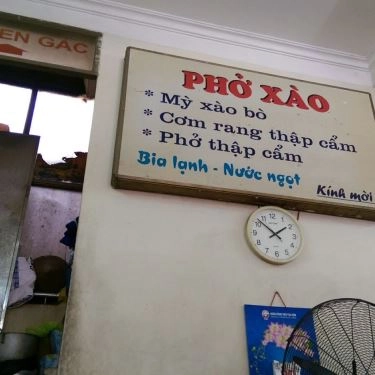 ÊN GÁC
PHỞ XÀO
* Mỳ xào bò
* Cơm rang thập cẩm
* Phở thập cẩm
Bia lạnh - Nước ngọt
Kính mời